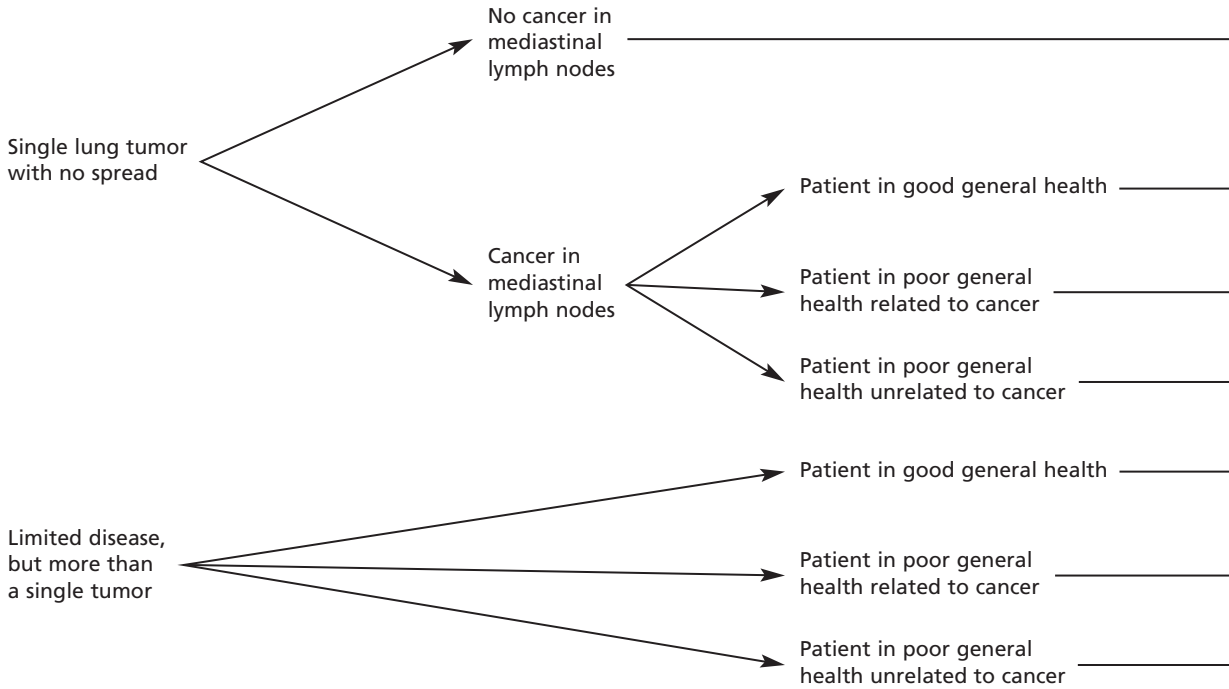 No cancer in
mediastinal
lymph nodes
Single lung tumor
with no spread
Patient in good general health
Cancer in
mediastinal
lymph nodes
Patient in poor general
health related to cancer
Patient in poor general
health unrelated to cancer
Patient in good general health
Limited disease,
but more than
a single tumor
Patient in poor general
health related to cancer
Patient in poor general
health unrelated to cancer